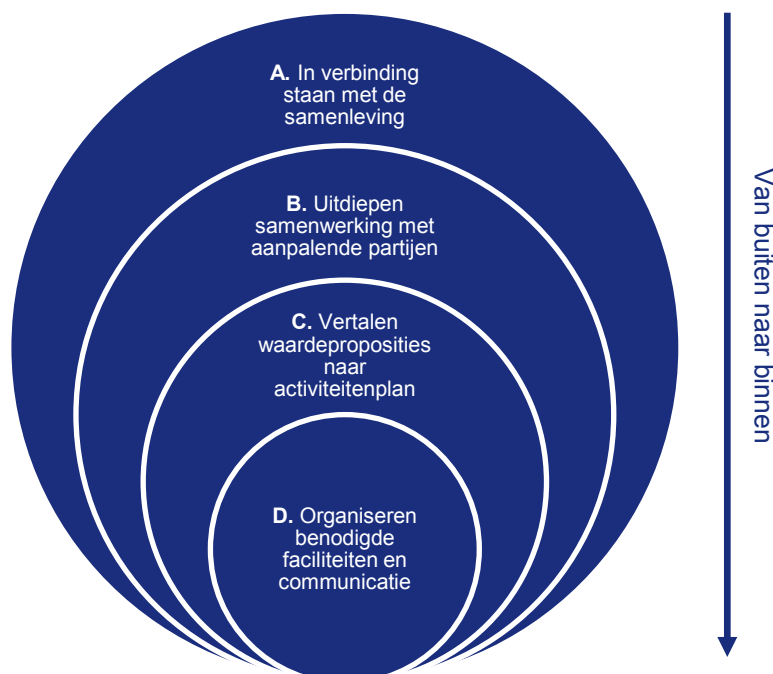 A. In verbinding
staan met de
samenleving
B. Uitdiepen
samenwerking met
aanpalende partijen
C. Vertalen
waardeproposities
naar
activiteitenplan
D. Organiseren
benodigde
faciliteiten en
communicatie
Van buiten naar binnen